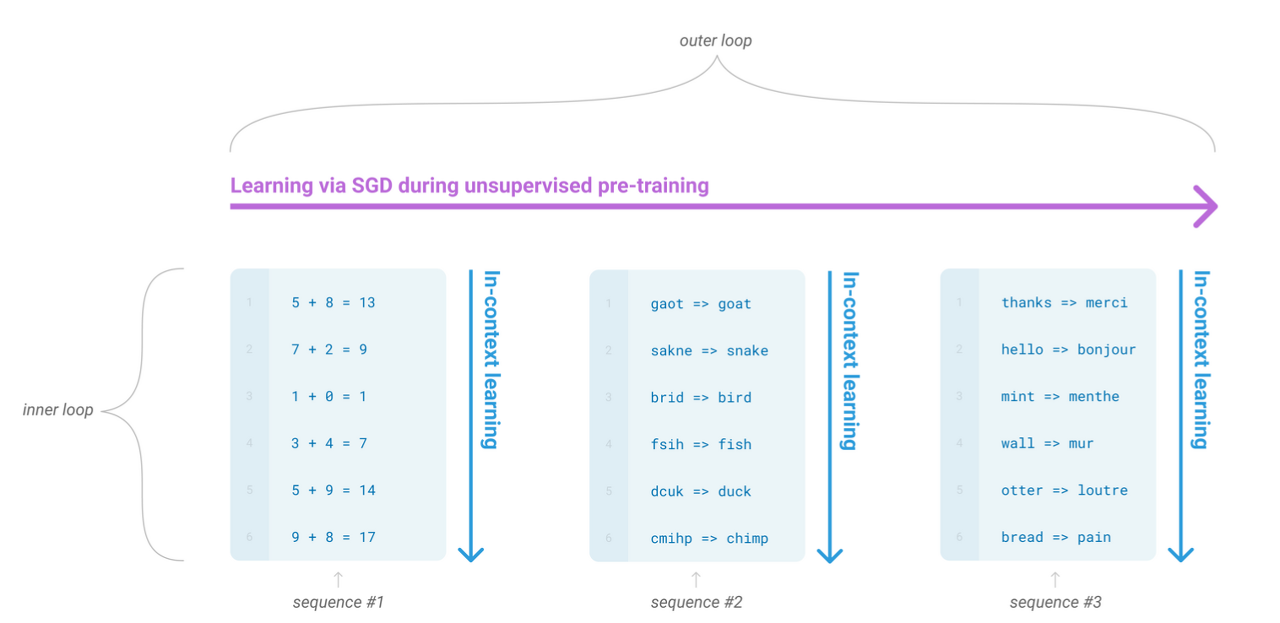 outer loop
Learning via SGD during unsupervised pre-training
inner loop
1 5 + 8 = 13
2 7 + 2 = 9
3 1 + 0 = 1
4 3 + 4 = 7
5 5 + 9 = 14
6 9 + 8 = 17
In-context learning
sequence #1
1 gaot => goat
2 sakne => snake
3 brid => bird
4 fsih => fish
5 dcuk => duck
6 cmihp => chimp
In-context learning
sequence #2
1 thanks => merci
2 hello => bonjour
3 mint => menthe
4 wall => mur
5 otter => loutre
6 bread => pain
In-context learning
sequence #3